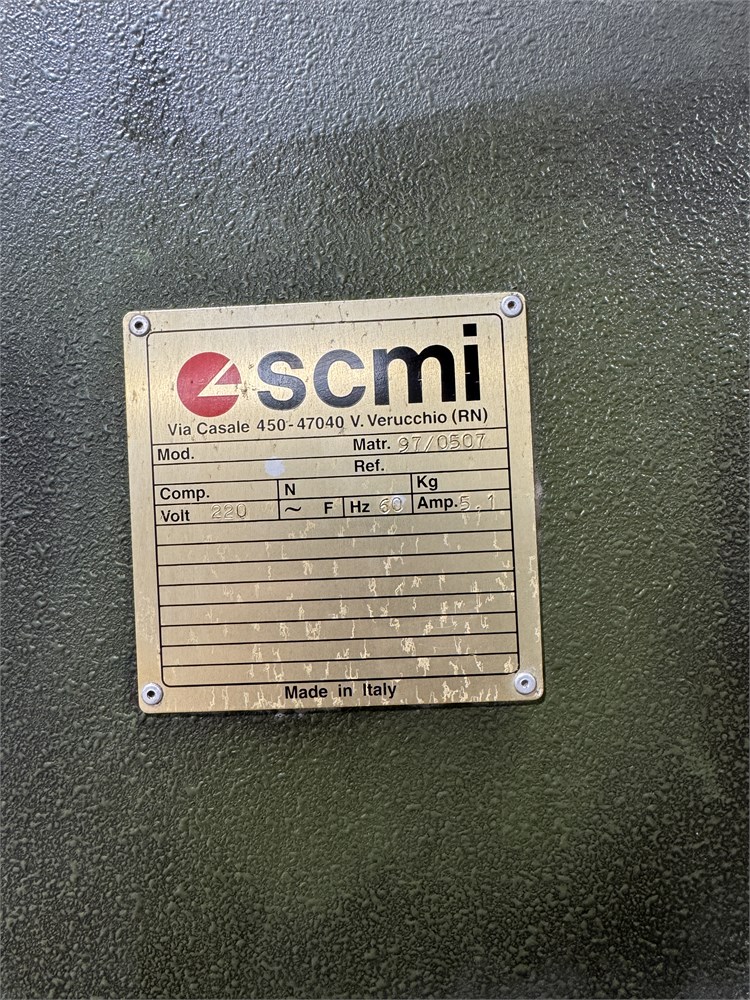 scmi
Via Casale 450-47040 V. Verucchio (RN)
Mod. Matr. 97/0507
Ref.
Comp. N Kg
Volt 220 ~ F Hz 60 Amp. 5,1
Made in Italy